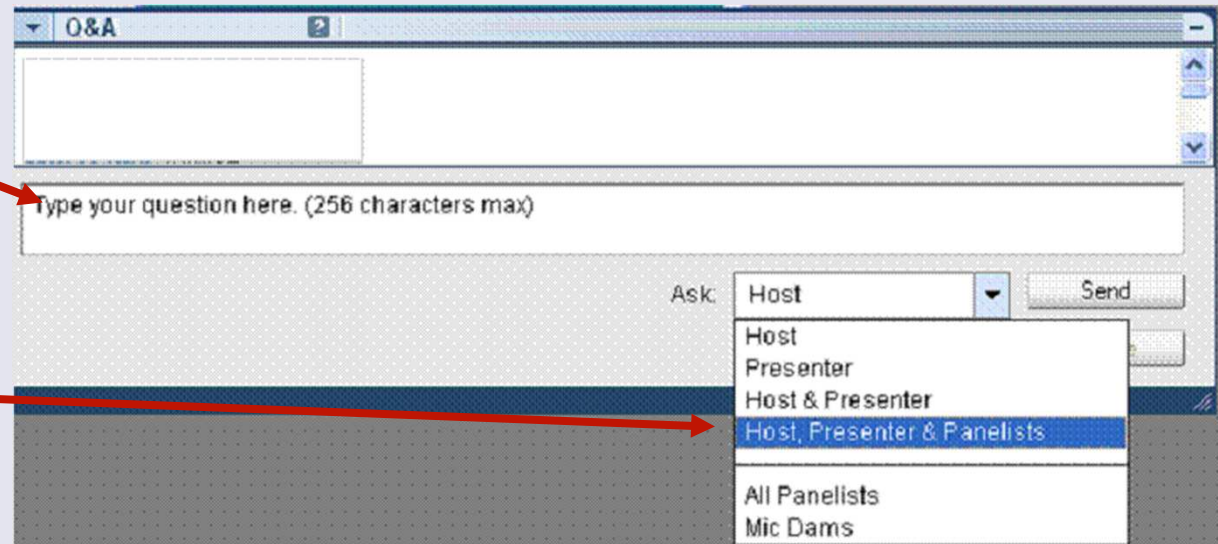 Q&A ?
Type your question here. (256 characters max)
Ask: Host Send
Host
Presenter
Host & Presenter
Host, Presenter & Panelists
All Panelists
Mic Dams